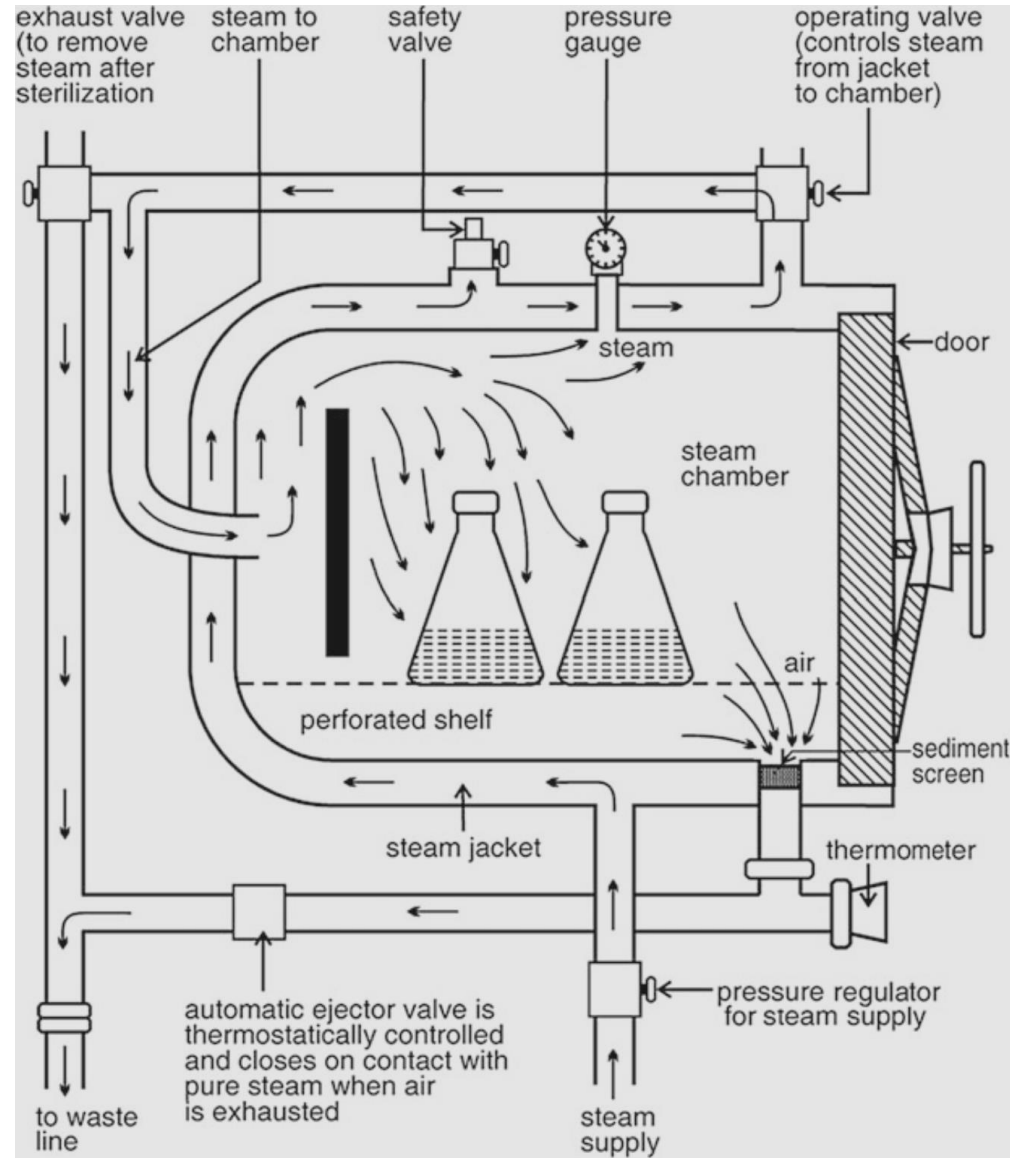 exhaust valve
(to remove
steam after
sterilization
steam to
chamber
safety
valve
pressure
gauge
operating valve
(controls steam
from jacket
to chamber)
door
steam
steam
chamber
air
perforated shelf
sediment
screen
steam jacket
thermometer
automatic ejector valve is
thermostatically controlled
and closes on contact with
pure steam when air
is exhausted
pressure regulator
for steam supply
to waste
line
steam
supply